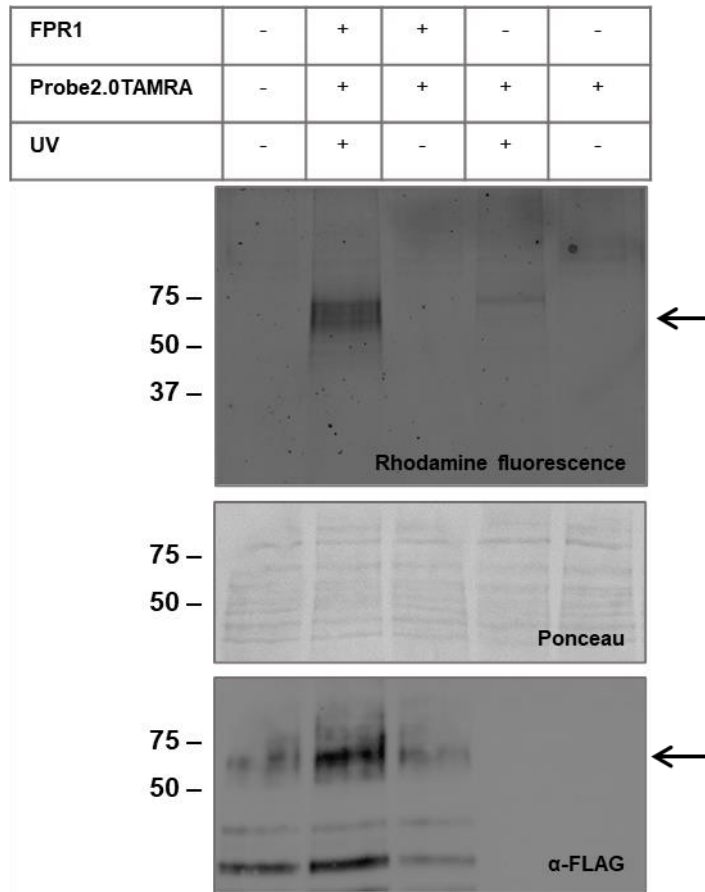 FPR1 - + + - -
Probe2.0TAMRA - + + + +
UV - + - + -
75 –
50 –
37 –
Rhodamine fluorescence
75 –
50 –
Ponceau
75 –
50 –
α-FLAG